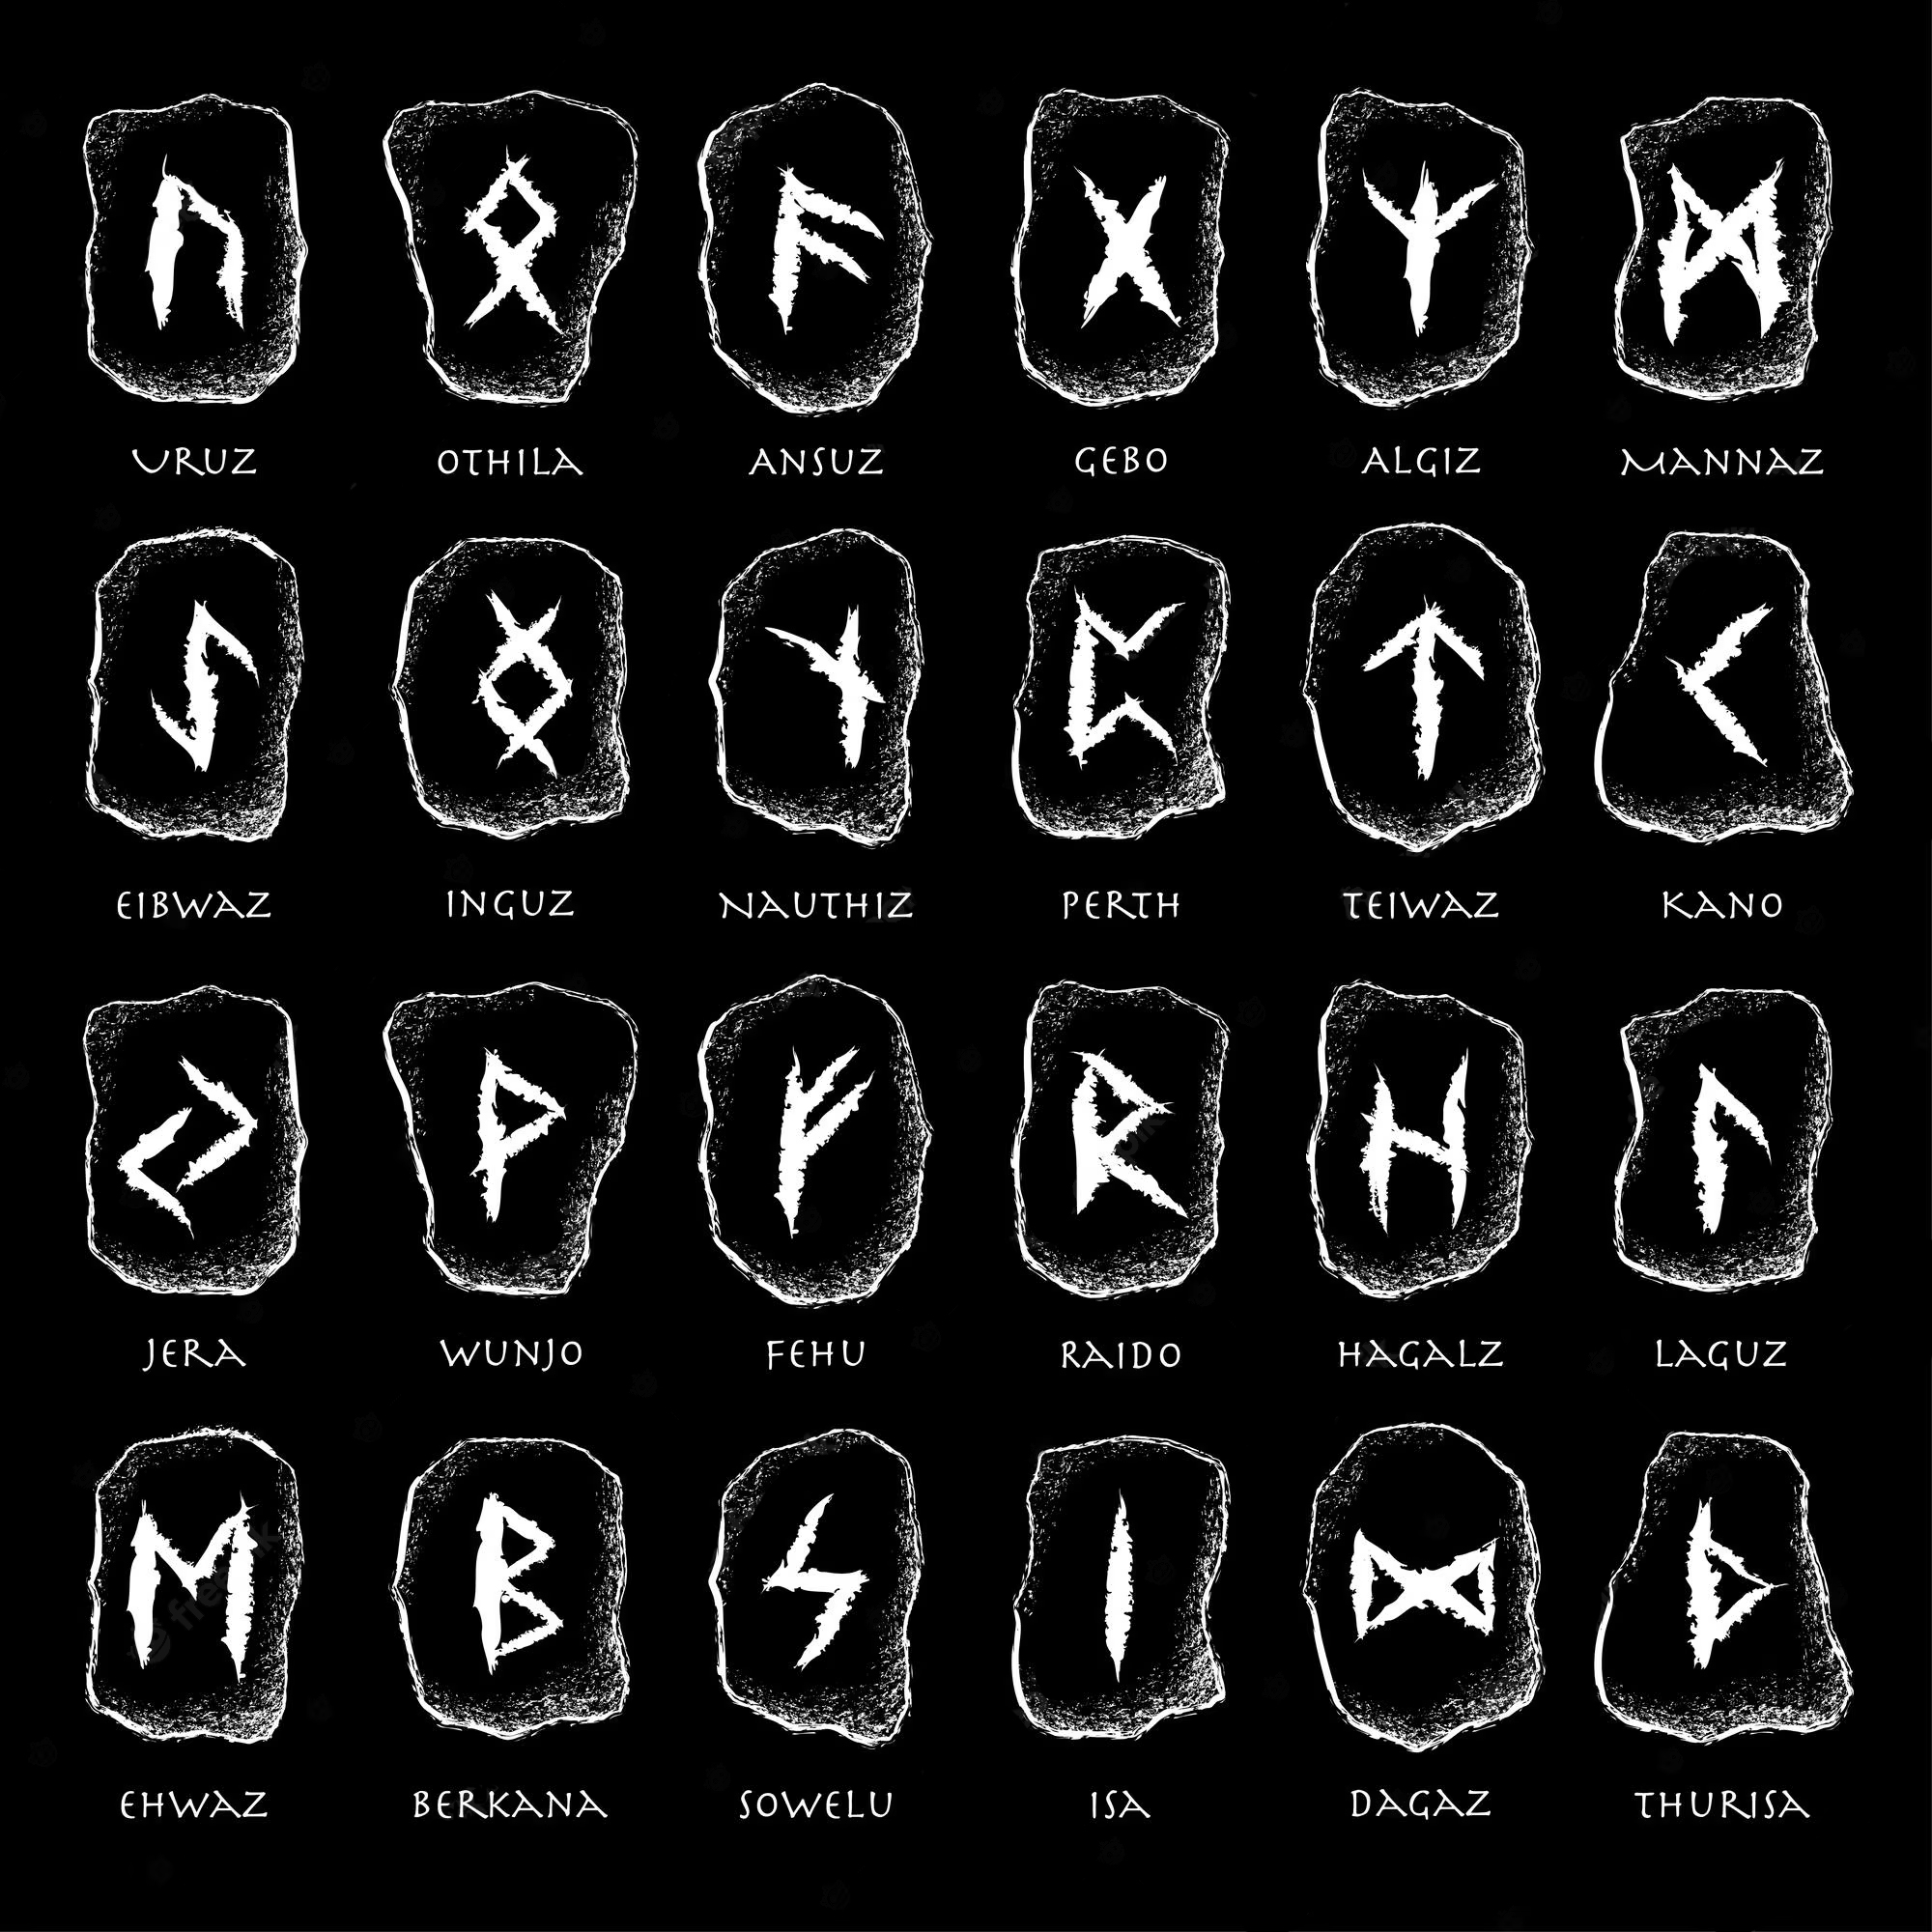 ᚢ ᛟ ᚨ ᚷ ᛉ ᛗ
URUZ OTHILA ANSUZ GEBO ALGIZ MANNAZ
ᛇ ᛝ ᚾ ᛈ ᛏ ᚲ
EIBWAZ INGUZ NAUTHIZ PERTH TEIWAZ KANO
ᛃ ᚹ ᚠ ᚱ ᚺ ᛚ
JERA WUNJO FEHU RAIDO HAGALZ LAGUZ
ᛖ ᛒ ᛋ ᛁ ᛞ ᚦ
EHWAZ BERKANA SOWELU ISA DAGAZ THURISA